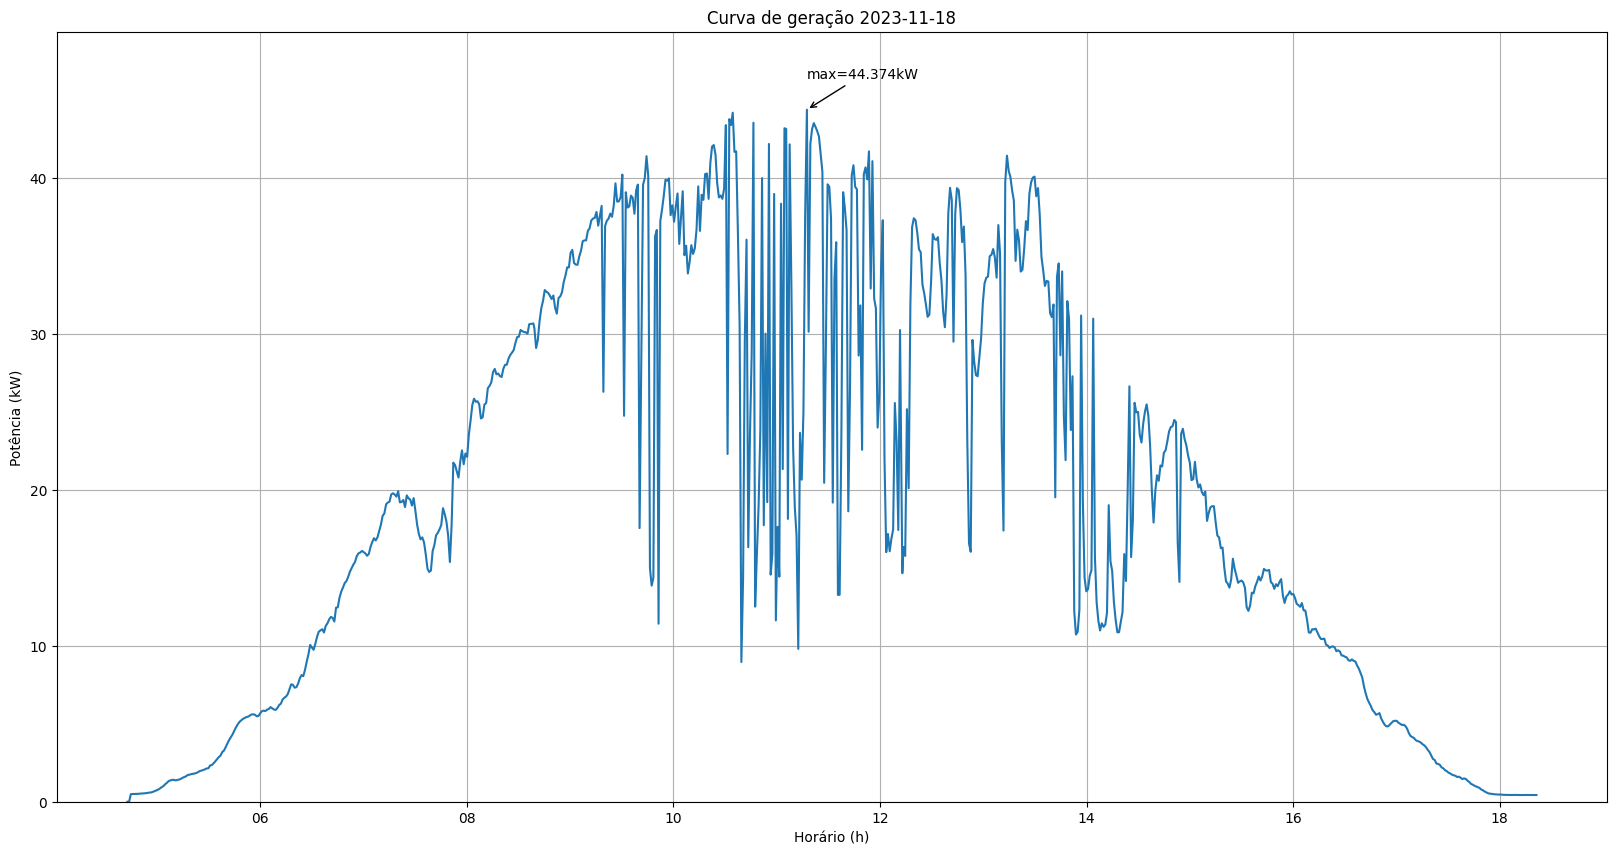 Curva de geração 2023-11-18
max=44.374kW
Potência (kW)
40
30
20
10
0
06 08 10 12 14 16 18
Horário (h)